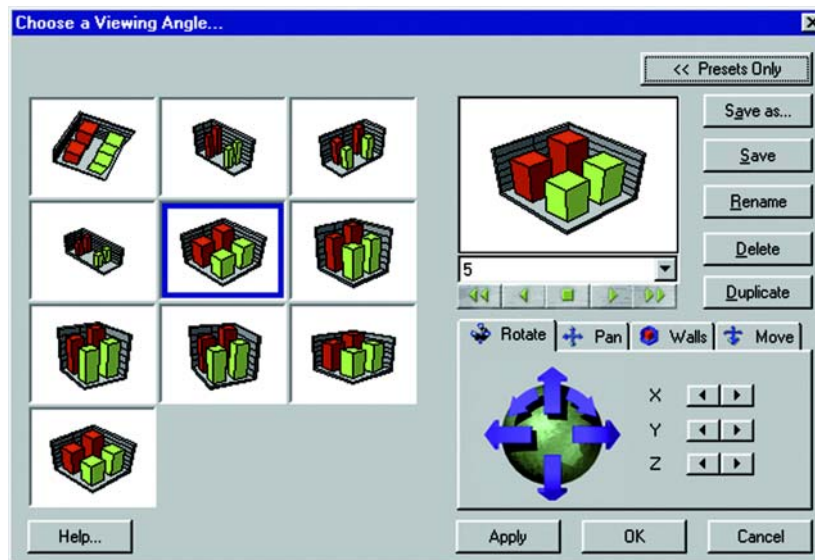 Choose a Viewing Angle...
<< Presets Only
Save as...
Save
Rename
Delete
5
Duplicate
Rotate Pan Walls Move
X
Y
Z
Help...
Apply OK Cancel